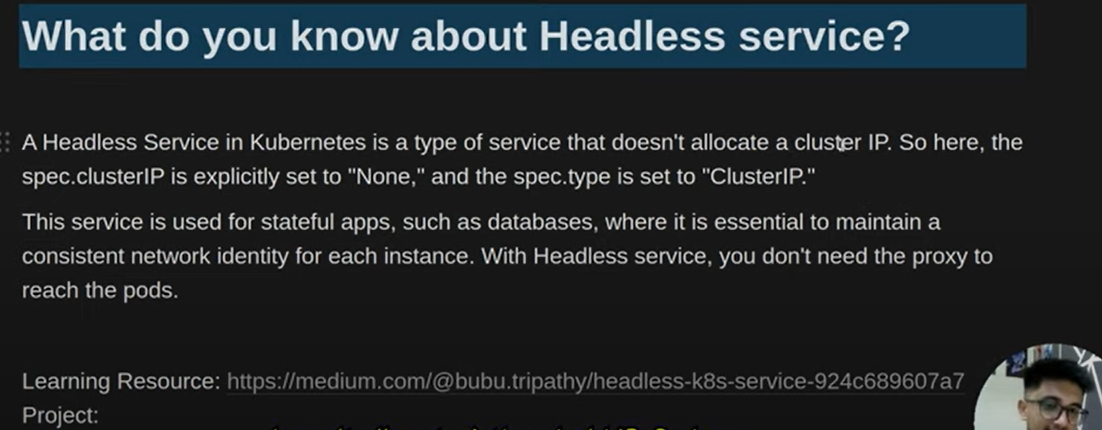 What do you know about Headless service?
A Headless Service in Kubernetes is a type of service that doesn't allocate a cluster IP. So here, the
spec.clusterIP is explicitly set to "None," and the spec.type is set to "ClusterIP."
This service is used for stateful apps, such as databases, where it is essential to maintain a
consistent network identity for each instance. With Headless service, you don't need the proxy to
reach the pods.
Learning Resource: https://medium.com/@bubu.tripathy/headless-k8s-service-924c689607a7
Project: